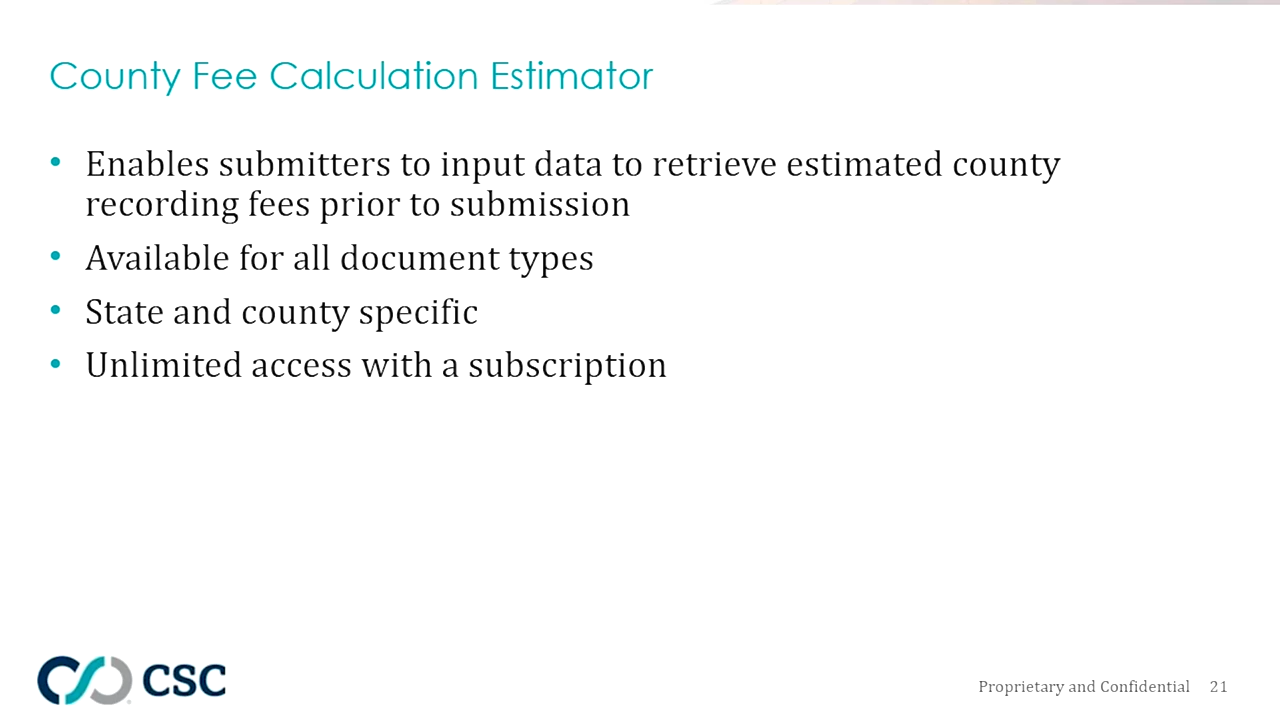 County Fee Calculation Estimator
• Enables submitters to input data to retrieve estimated county
recording fees prior to submission
• Available for all document types
• State and county specific
• Unlimited access with a subscription
CSC
Proprietary and Confidential 21